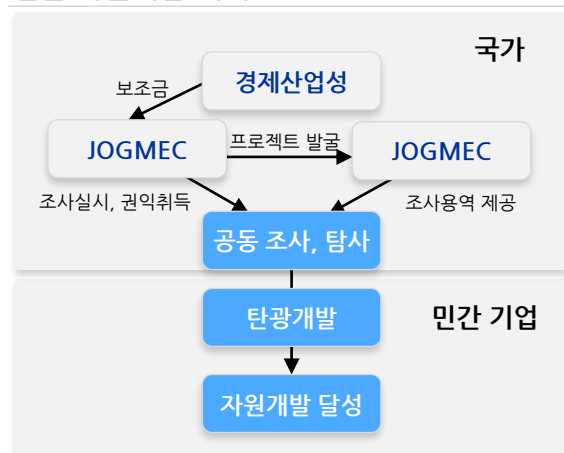 국가
경제산업성
보조금
JOGMEC
프로젝트 발굴
JOGMEC
조사실시, 권익취득
조사용역 제공
공동 조사, 탐사
탄광개발
민간 기업
자원개발 달성